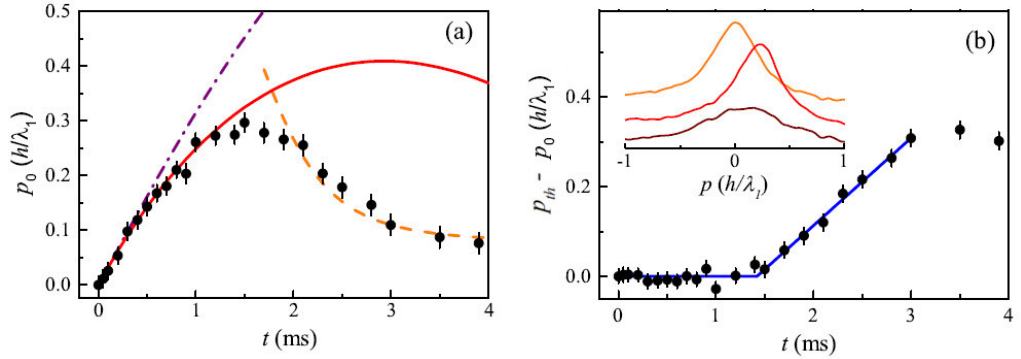 (a)
0.5
0.4
0.3
0.2
0.1
0.0
p₀ (h/λ₁)
0 1 2 3 4
t (ms)
(b)
0.4
0.2
0.0
p_th - p₀ (h/λ₁)
-1 0 1
p (h/λ₁)
0 1 2 3 4
t (ms)